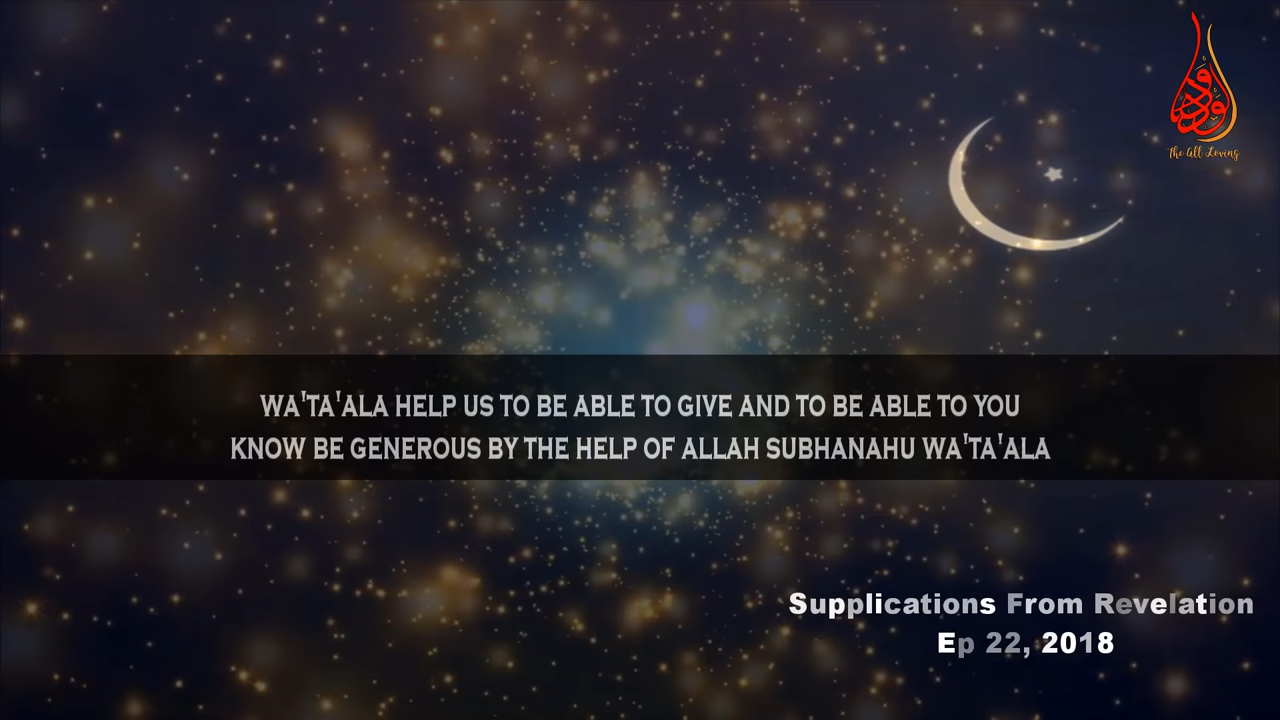 الودود
The All Loving
WA'TA'ALA HELP US TO BE ABLE TO GIVE AND TO BE ABLE TO YOU
KNOW BE GENEROUS BY THE HELP OF ALLAH SUBHANAHU WA'TA'ALA
Supplications From Revelation
Ep 22, 2018